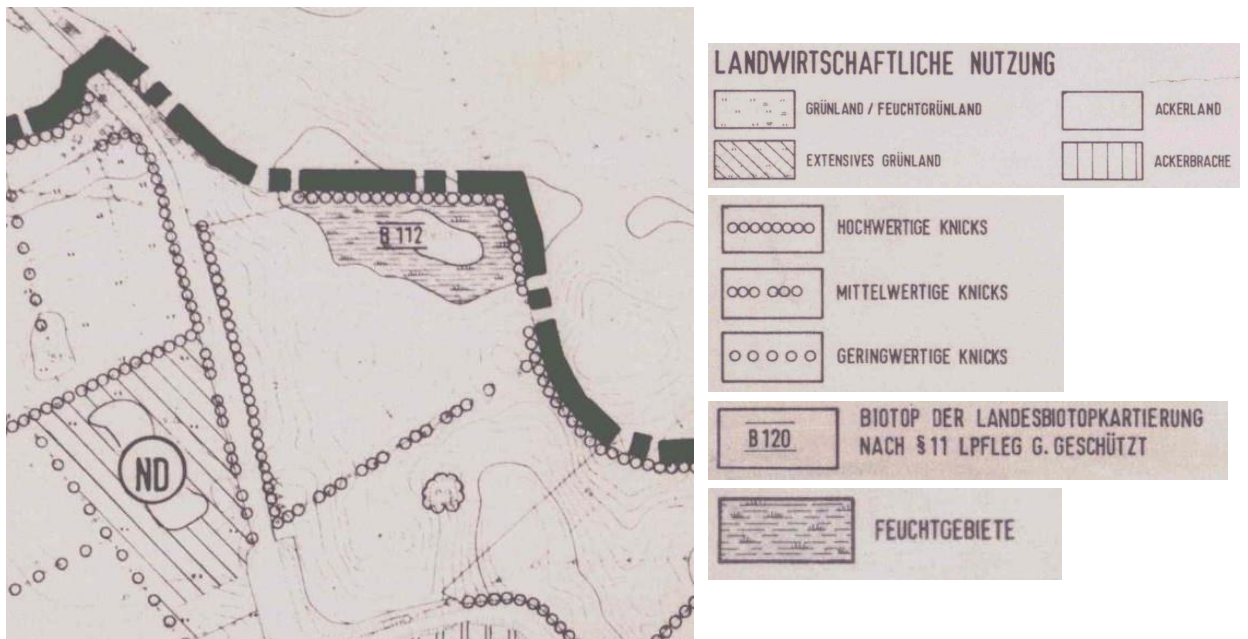 B 112
ND
LANDWIRTSCHAFTLICHE NUTZUNG
GRÜNLAND / FEUCHTGRÜNLAND
ACKERLAND
EXTENSIVES GRÜNLAND
ACKERBRACHE
HOCHWERTIGE KNICKS
MITTELWERTIGE KNICKS
GERINGWERTIGE KNICKS
B 120
BIOTOP DER LANDESBIOTOPKARTIERUNG
NACH § 11 LPFLEG G. GESCHÜTZT
FEUCHTGEBIETE